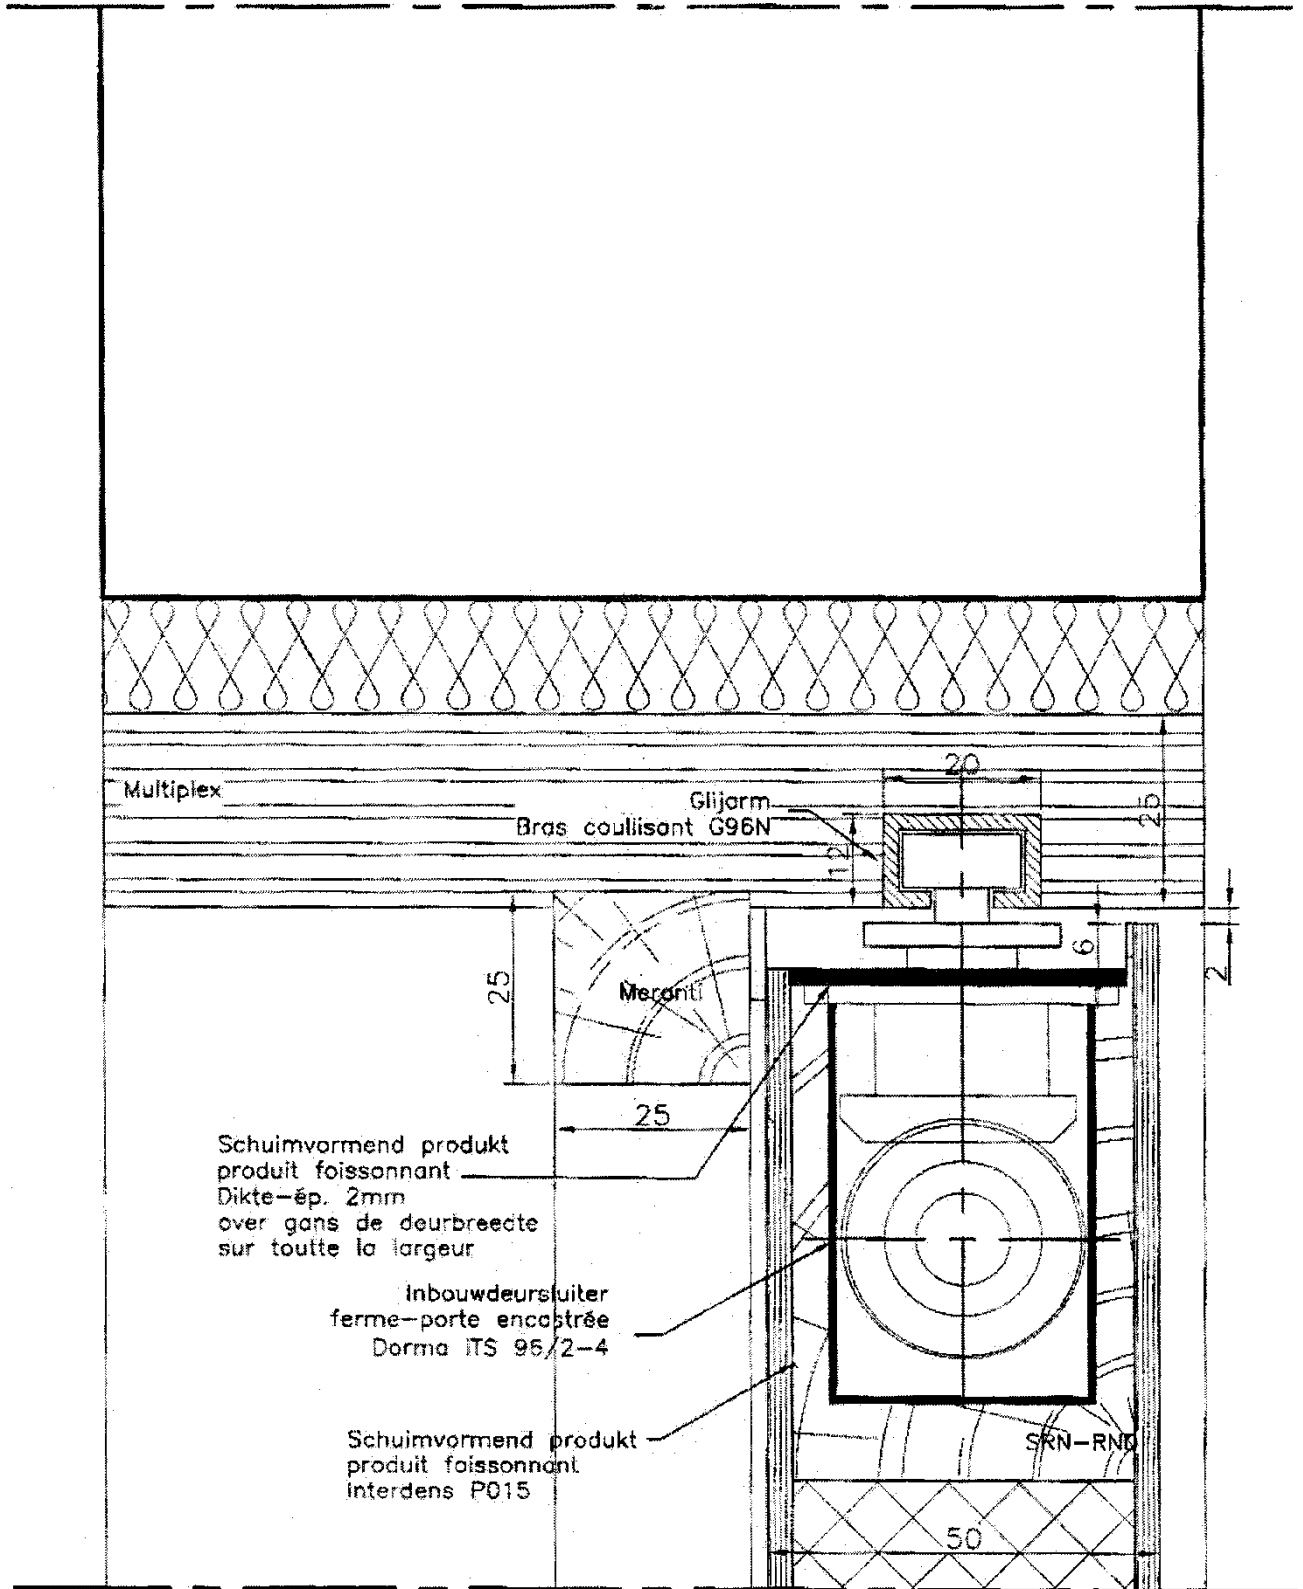 20
Multiplex
Glijarm
Bras coullisant G96N
12
25
6
2
25
Meranti
25
Schuimvormend produkt
produit foissonnant
Dikte-ép. 2mm
over gans de deurbreedte
sur toutte la largeur
Inbouwdeursluiter
ferme-porte encastrée
Dorma ITS 96/2-4
Schuimvormend produkt
produit foissonnant
Interdens P015
SRN-RND
50